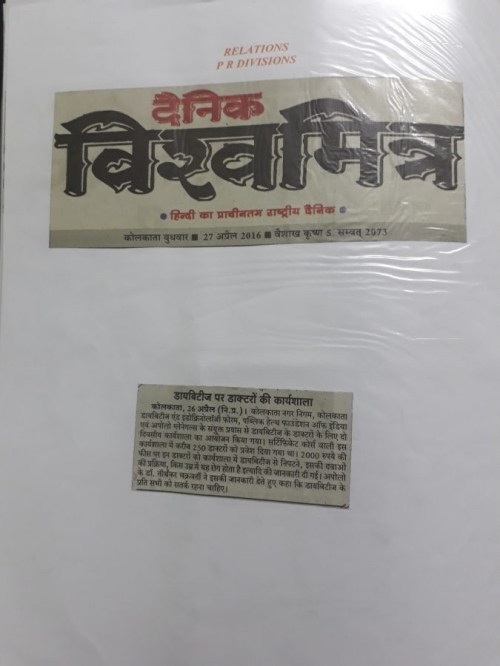 RELATIONS
P R DIVISIONS
दैनिक
विश्वमित्र
• हिन्दी का प्राचीनतम राष्ट्रीय दैनिक •
कोलकाता बुधवार ■ 27 अप्रैल 2016 ■ वैशाख कृष्ण 5, सम्वत् 2073
डायबिटीज पर डाक्टरों की कार्यशाला
कोलकाता, 26 अप्रैल (नि.प्र.)। कोलकाता नगर निगम, कोलकाता
डायबिटीज एंड इंडोक्रिनोलॉजी फोरम, पब्लिक हेल्थ फाउंडेशन ऑफ इंडिया
एवं अपोलो ग्लेनेगल्स के संयुक्त प्रयास से डायबिटीज के डाक्टरों के लिए दो
दिवसीय कार्यशाला का आयोजन किया गया। सर्टिफिकेट कोर्स वाली इस
कार्यशाला में करीब 250 डाक्टरों को प्रवेश दिया गया था। 2000 रुपये की
फीस पर इन डाक्टरों को कार्यशाला में डायबिटीज से निपटने, इसकी दवाओं
की प्रक्रिया, किस उम्र में यह रोग होता है इत्यादि की जानकारी दी गई। अपोलो
के डॉ. तीर्थंकर चक्रवर्ती ने इसकी जानकारी देते हुए कहा कि डायबिटीज के
प्रति सभी को सतर्क रहना चाहिए।